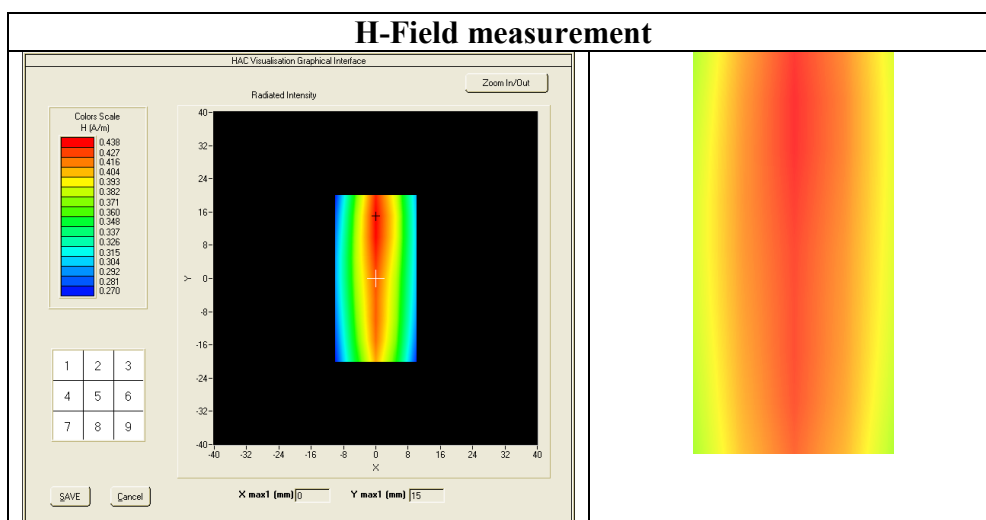 H-Field measurement
HAC Visualisation Graphical Interface
Zoom In/Out
Radiated Intensity
Colors Scale
H (A/m)
0.438
0.427
0.416
0.404
0.393
0.382
0.371
0.360
0.348
0.337
0.326
0.315
0.304
0.292
0.281
0.270
40
32
24
16
8
Y 0
-8
-16
-24
-32
-40
-40 -32 -24 -16 -8 0 8 16 24 32 40
X
1 2 3
4 5 6
7 8 9
SAVE Cancel X max1 (mm) 0 Y max1 (mm) 15